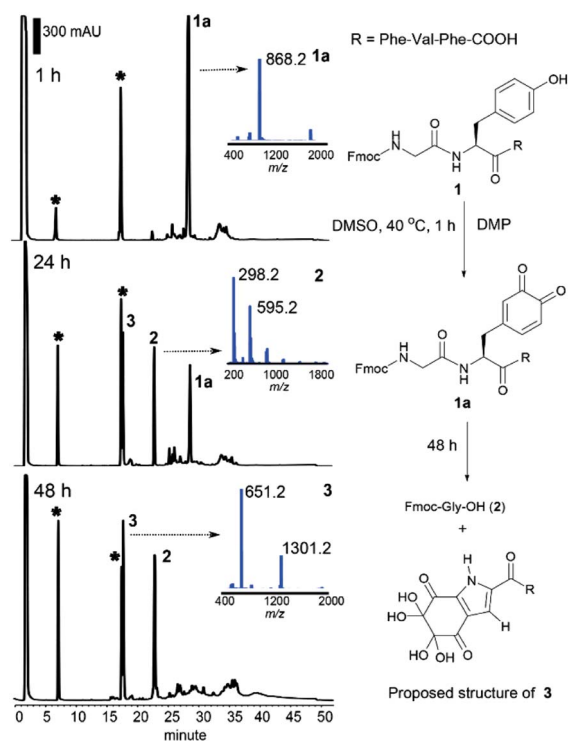 300 mAU
1 h
*
*
1a
868.2
1a
400 1200 2000
m/z
24 h
*
*
3
2
1a
298.2
2
595.2
200 1000 1800
m/z
48 h
*
*
3
2
651.2
3
1301.2
400 1200 2000
m/z
0 5 10 15 20 25 30 35 40 45 50
minute
R = Phe-Val-Phe-COOH
OH
H
N
O
R
Fmoc
N
H
O
O
1
DMSO, 40 °C, 1 h
DMP
O
O
H
N
O
R
Fmoc
N
H
O
O
1a
48 h
Fmoc-Gly-OH (2)
+
O
H
N
O
R
HO
HO
H
HO OH
O
Proposed structure of 3